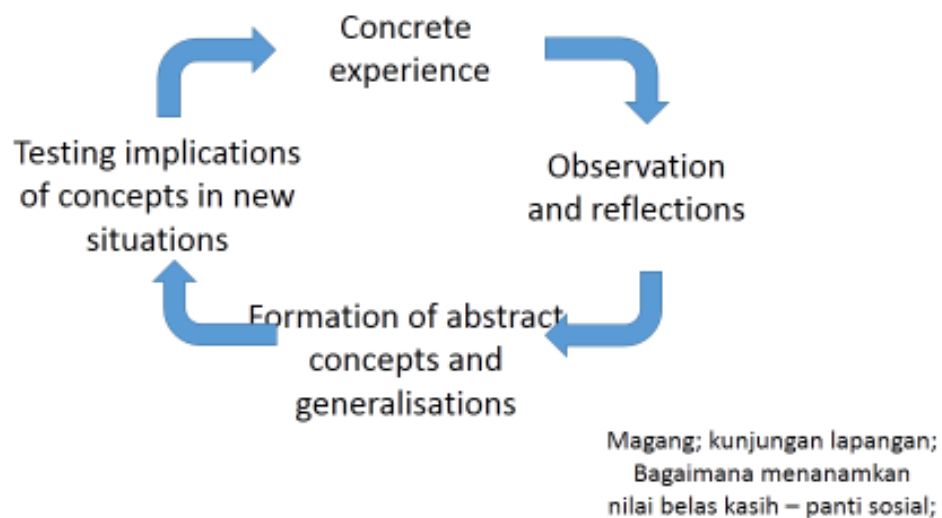 Concrete
experience
Observation
and reflections
Formation of abstract
concepts and
generalisations
Testing implications
of concepts in new
situations
Magang; kunjungan lapangan;
Bagaimana menanamkan
nilai belas kasih – panti sosial;